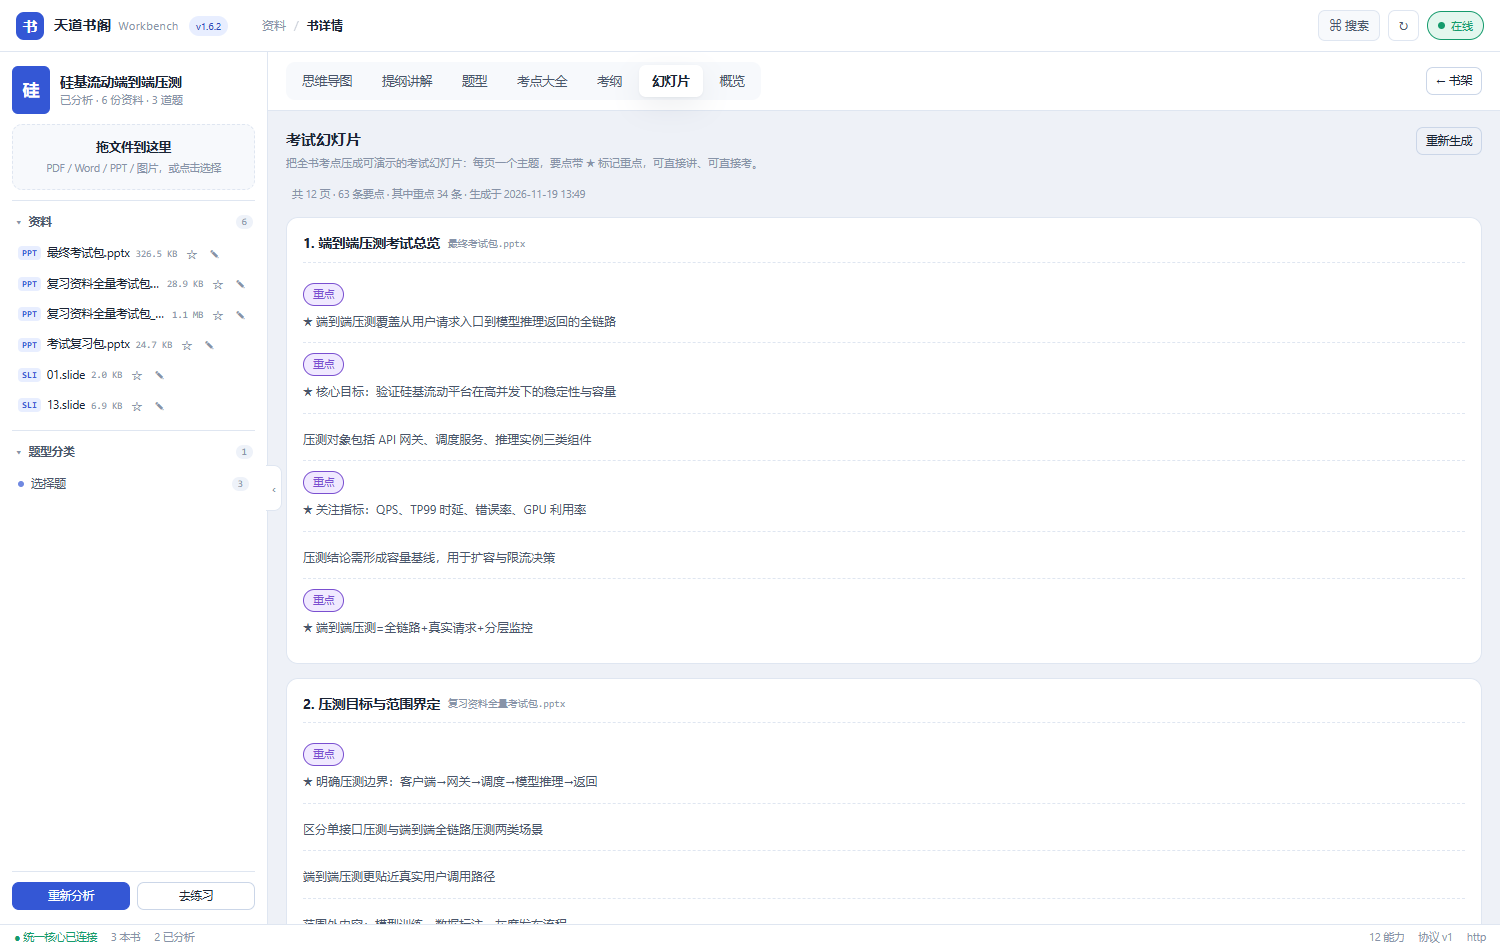 书 天道书阁 Workbench v1.6.2 资料 / 书详情 ⌘ 搜索 ↻ 在线
硅 硅基流动端到端压测
已分析 · 6 份资料 · 3 道题
拖文件到这里
PDF / Word / PPT / 图片，或点击选择
资料 6
PPT 最终考试包.pptx 326.5 KB
PPT 复习资料全量考试包... 28.9 KB
PPT 复习资料全量考试包_... 1.1 MB
PPT 考试复习包.pptx 24.7 KB
SLI 01.slide 2.0 KB
SLI 13.slide 6.9 KB
题型分类 1
选择题 3
重新分析 去练习
思维导图 提纲讲解 题型 考点大全 考纲 幻灯片 概览 ← 书架
考试幻灯片 重新生成
把全书考点压成可演示的考试幻灯片：每页一个主题，要点带 ★ 标记重点，可直接讲、可直接考。
共 12 页 · 63 条要点 · 其中重点 34 条 · 生成于 2026-11-19 13:49
1. 端到端压测考试总览 最终考试包.pptx
重点
★ 端到端压测覆盖从用户请求入口到模型推理返回的全链路
重点
★ 核心目标：验证硅基流动平台在高并发下的稳定性与容量
压测对象包括 API 网关、调度服务、推理实例三类组件
重点
★ 关注指标：QPS、TP99 时延、错误率、GPU 利用率
压测结论需形成容量基线，用于扩容与限流决策
重点
★ 端到端压测=全链路+真实请求+分层监控
2. 压测目标与范围界定 复习资料全量考试包.pptx
重点
★ 明确压测边界：客户端→网关→调度→模型推理→返回
区分单接口压测与端到端全链路压测两类场景
端到端压测更贴近真实用户调用路径
范围外内容：模型训练、数据标注、灰度发布流程
统一核心已连接 3 本书 2 已分析 12 能力 协议 v1 http